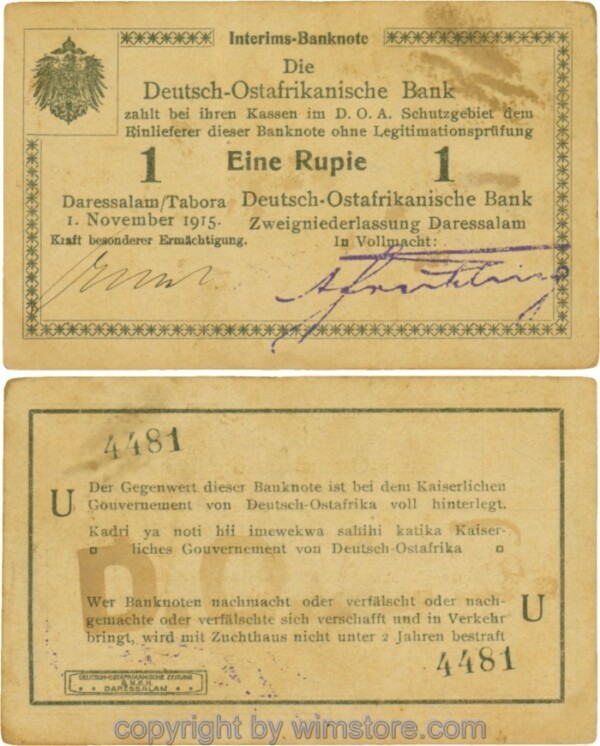 Interims-Banknote
Die
Deutsch-Ostafrikanische Bank
zahlt bei ihren Kassen im D. O. A. Schutzgebiet dem
Einlieferer dieser Banknote ohne Legitimationsprüfung
1 Eine Rupie 1
Daressalam/Tabora
1. November 1915.
Kraft besonderer Ermächtigung.
Deutsch-Ostafrikanische Bank
Zweigniederlassung Daressalam
In Vollmacht:
4481
U
Der Gegenwert dieser Banknote ist bei dem Kaiserlichen
Gouvernement von Deutsch-Ostafrika voll hinterlegt.
Kadri ya noti hii imewekwa sahihi katika Kaiser-
liches Gouvernement von Deutsch-Ostafrika
Wer Banknoten nachmacht oder verfälscht oder nach-
gemachte oder verfälschte sich verschafft und in Verkehr
bringt, wird mit Zuchthaus nicht unter 2 Jahren bestraft
U
4481
DEUTSCH-OSTAFRIKANISCHE ZEITUNG
G.M.B.H.
DARESSALAM
copyright by wimstore.com